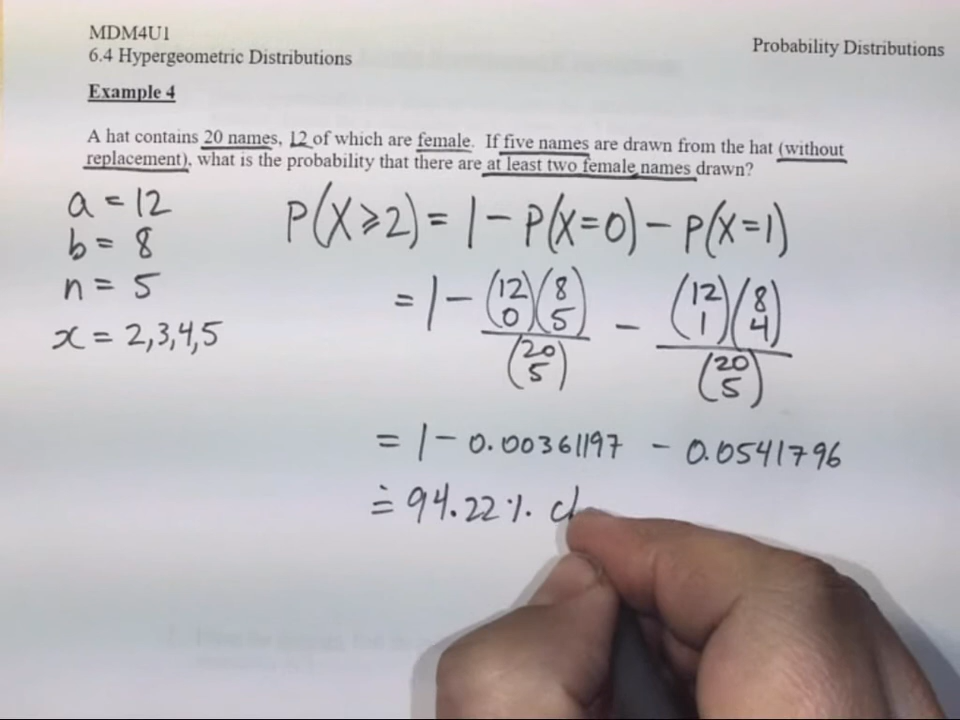 MDM4U1
6.4 Hypergeometric Distributions
Probability Distributions
Example 4
A hat contains 20 names, 12 of which are female. If five names are drawn from the hat (without
replacement), what is the probability that there are at least two female names drawn?
a = 12
b = 8
n = 5
x = 2,3,4,5
P(X≥2) = 1 - P(X=0) - P(X=1)
= 1 - (12 0)(8 5)/(20 5) - (12 1)(8 4)/(20 5)
= 1 - 0.00361197 - 0.0541796
≐ 94.22% ch